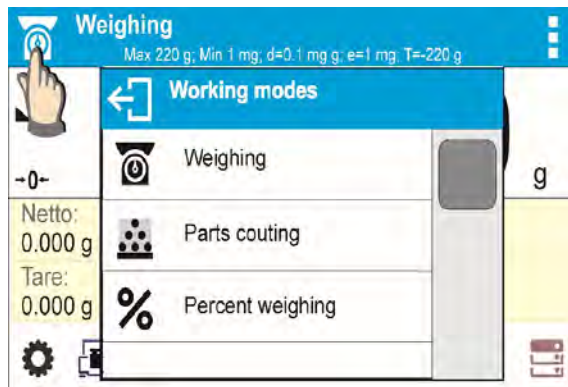 Weighing
Max 220 g; Min 1 mg; d=0.1 mg g; e=1 mg; T=-220 g
Working modes
Weighing
→0←
g
Netto:
0.000 g
Parts couting
Tare:
0.000 g
Percent weighing